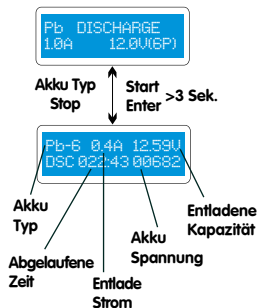 Pb DISCHARGE
1.0A 12.0V(6P)
Akku Typ
Stop
Start
Enter
>3 Sek.
Pb-6 0.4A 12.59V
DSC 022:43 00682
Akku
Typ
Abgelaufene
Zeit
Entlade
Strom
Akku
Spannung
Entladene
Kapazität